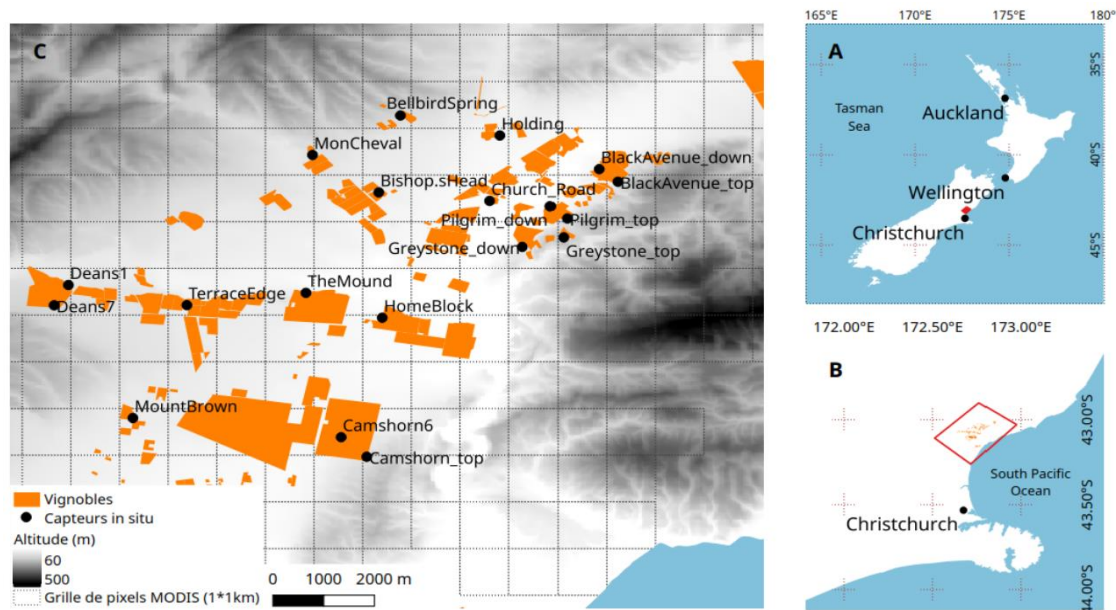 C
BellbirdSpring
Holding
MonCheval
BlackAvenue_down
Bishop.sHead
BlackAvenue_top
Church_Road
Pilgrim_down
Pilgrim_top
Greystone_down
Greystone_top
Deans1
TheMound
TerraceEdge
Deans7
HomeBlock
MountBrown
Camshorn6
Camshorn_top
Vignobles
Capteurs in situ
Altitude (m)
60
500
Grille de pixels MODIS (1*1km)
0 1000 2000 m
165°E 170°E 175°E 180°
A
35°S
Tasman
Sea
Auckland
40°S
Wellington
Christchurch
45°S
172.00°E 172.50°E 173.00°E
B
43.00°S
South Pacific
Ocean
43.50°S
Christchurch
44.00°S